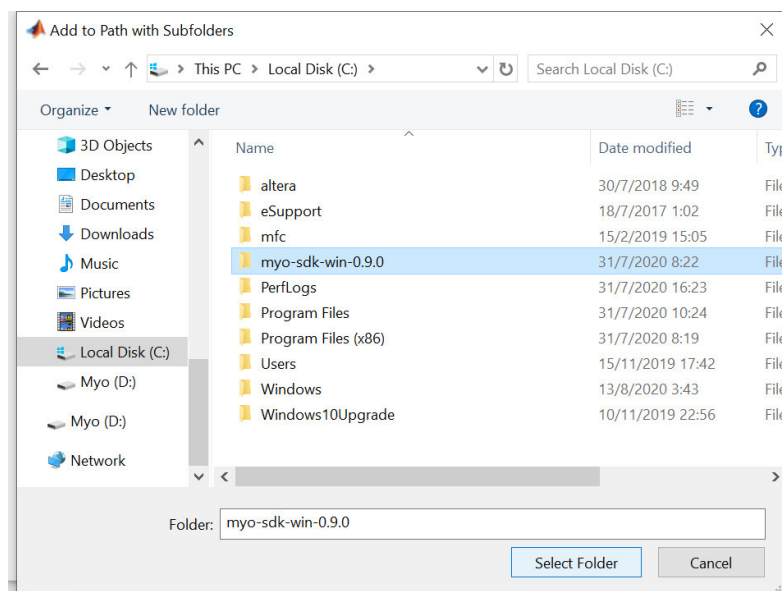 Add to Path with Subfolders
This PC > Local Disk (C:) >
Search Local Disk (C:)
Organize
New folder
?
3D Objects
Desktop
Documents
Downloads
Music
Pictures
Videos
Local Disk (C:)
Myo (D:)
Myo (D:)
Network
Name Date modified Typ
altera 30/7/2018 9:49 File
eSupport 18/7/2017 1:02 File
mfc 15/2/2019 15:05 File
myo-sdk-win-0.9.0 31/7/2020 8:22 File
PerfLogs 31/7/2020 16:23 File
Program Files 31/7/2020 10:24 File
Program Files (x86) 31/7/2020 8:19 File
Users 15/11/2019 17:42 File
Windows 13/8/2020 3:43 File
Windows10Upgrade 10/11/2019 22:56 File
Folder: myo-sdk-win-0.9.0
Select Folder Cancel